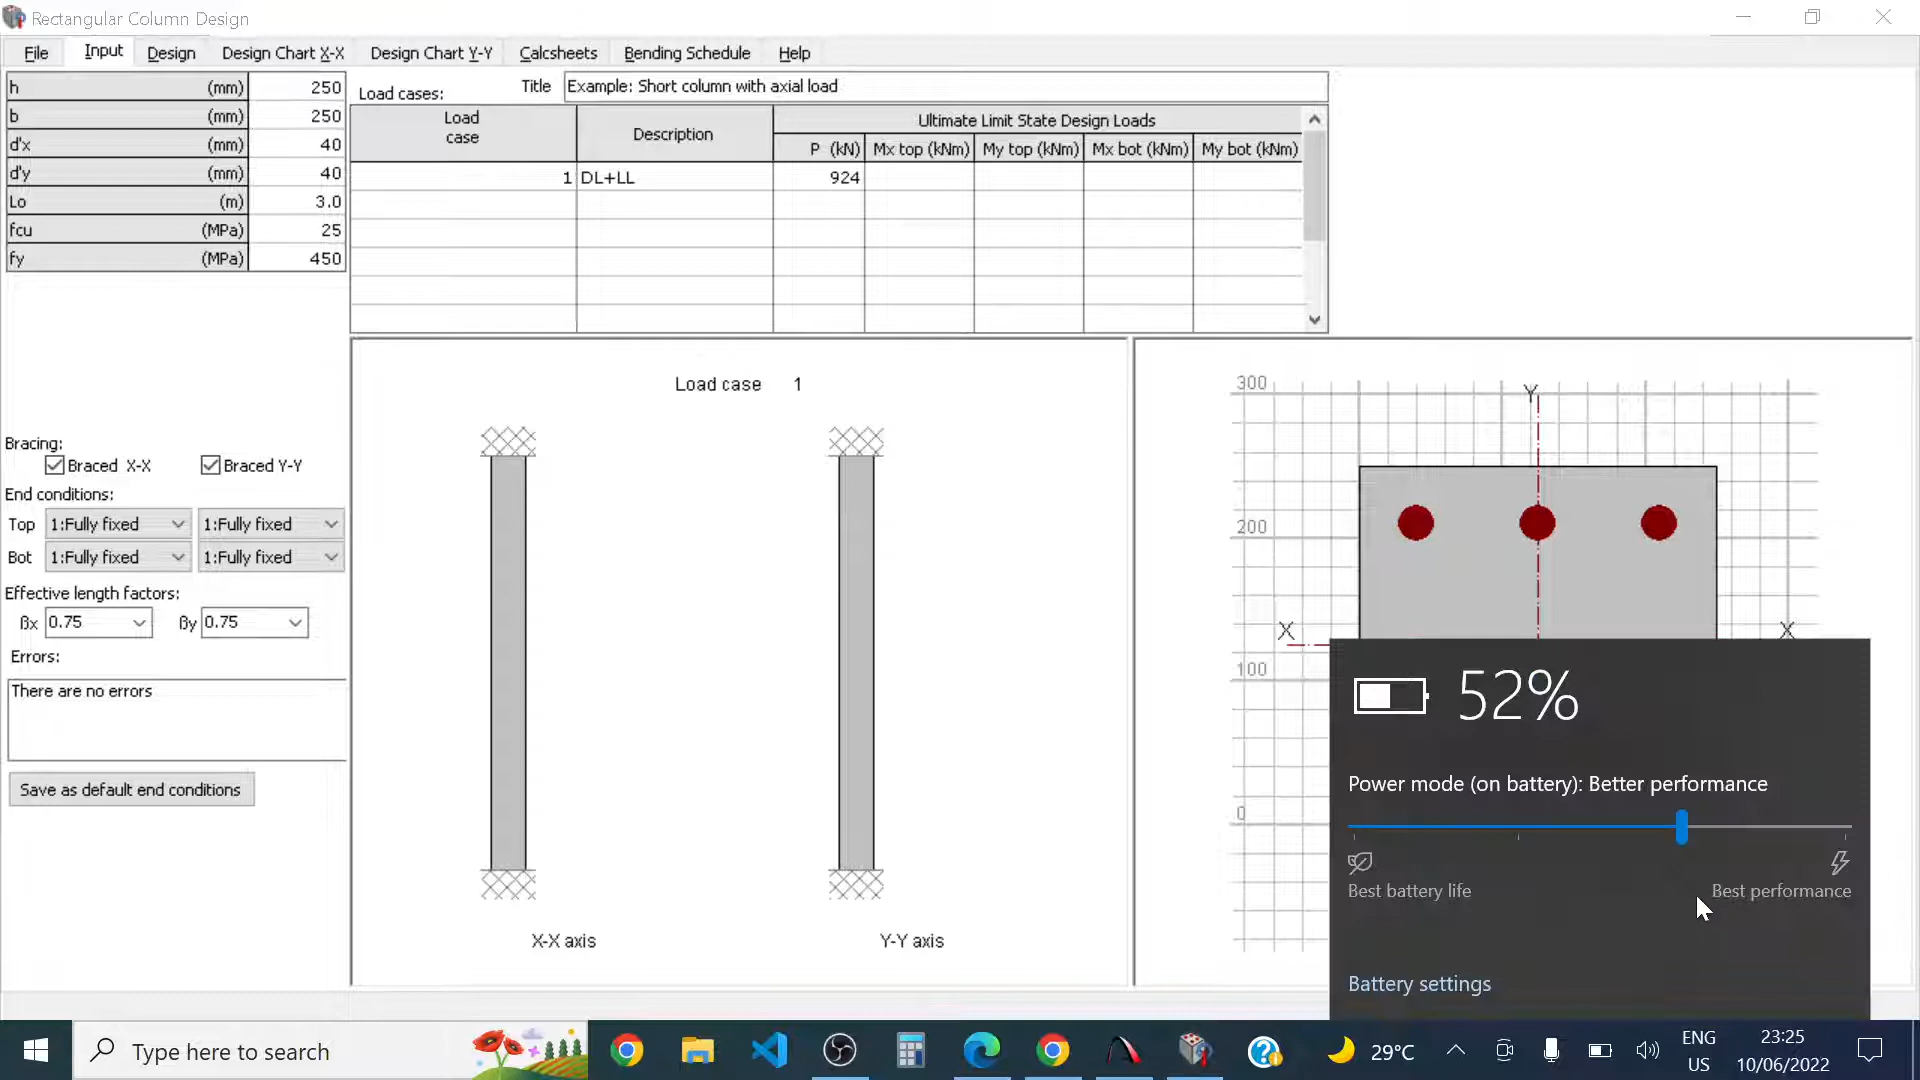 Rectangular Column Design
File Input Design Design Chart X-X Design Chart Y-Y Calcsheets Bending Schedule Help
h (mm) 250
b (mm) 250
d'x (mm) 40
d'y (mm) 40
Lo (m) 3.0
fcu (MPa) 25
fy (MPa) 450
Load cases: Title Example: Short column with axial load
Load case Description Ultimate Limit State Design Loads
P (kN) Mx top (kNm) My top (kNm) Mx bot (kNm) My bot (kNm)
1 DL+LL 924
Bracing:
Braced X-X Braced Y-Y
End conditions:
Top 1:Fully fixed 1:Fully fixed
Bot 1:Fully fixed 1:Fully fixed
Effective length factors:
βx 0.75 βy 0.75
Errors:
There are no errors
Save as default end conditions
Load case 1
X-X axis Y-Y axis
300
200
100
0
Y
X X
52%
Power mode (on battery): Better performance
Best battery life Best performance
Battery settings
Type here to search
29°C
ENG
US
23:25
10/06/2022